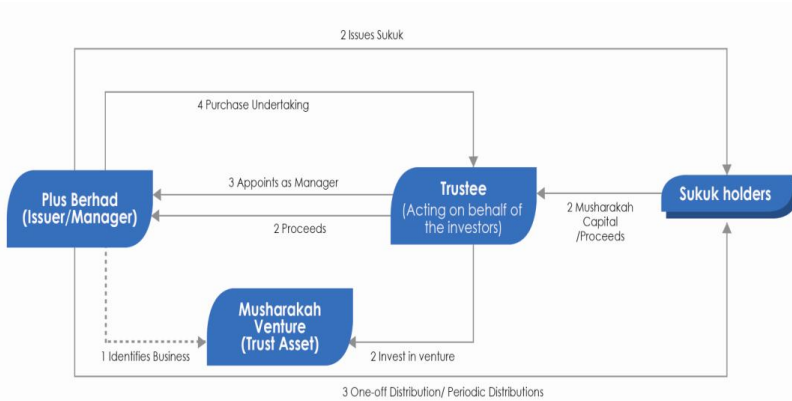 2 Issues Sukuk
4 Purchase Undertaking
Plus Berhad
(Issuer/Manager)
3 Appoints as Manager
2 Proceeds
Trustee
(Acting on behalf of
the investors)
2 Musharakah
Capital
/Proceeds
Sukuk holders
Musharakah
Venture
(Trust Asset)
1 Identifies Business
2 Invest in venture
3 One-off Distribution/ Periodic Distributions